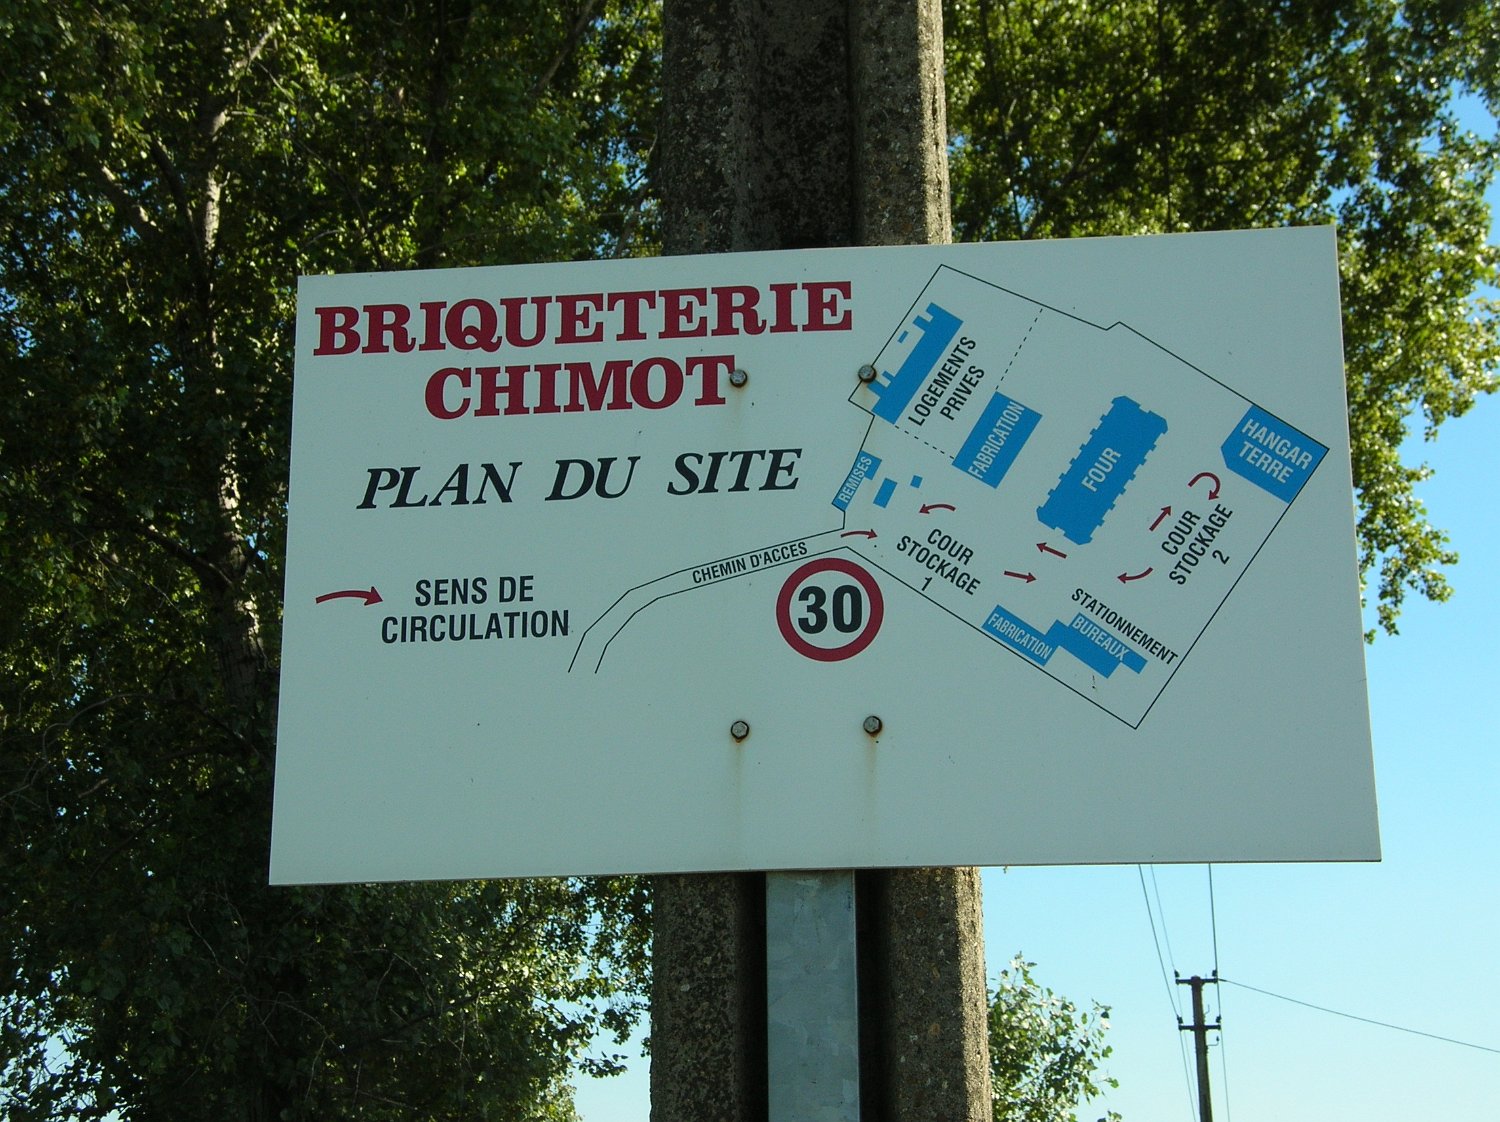 BRIQUETERIE
CHIMOT
PLAN DU SITE
SENS DE
CIRCULATION
CHEMIN D'ACCES
30
LOGEMENTS
PRIVES
REMISES
FABRICATION
FOUR
HANGAR
TERRE
COUR
STOCKAGE
1
COUR
STOCKAGE
2
STATIONNEMENT
FABRICATION
BUREAUX